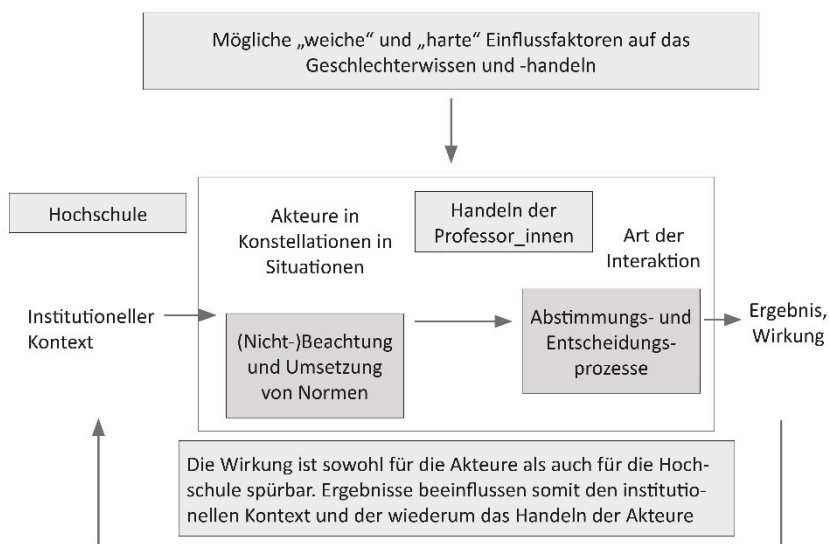 Mögliche „weiche“ und „harte“ Einflussfaktoren auf das
Geschlechterwissen und -handeln
Hochschule
Akteure in
Konstellationen in
Situationen
Handeln der
Professor_innen
Art der
Interaktion
Institutioneller
Kontext
(Nicht-)Beachtung
und Umsetzung
von Normen
Abstimmungs- und
Entscheidungs-
prozesse
Ergebnis,
Wirkung
Die Wirkung ist sowohl für die Akteure als auch für die Hoch-
schule spürbar. Ergebnisse beeinflussen somit den institutio-
nellen Kontext und der wiederum das Handeln der Akteure